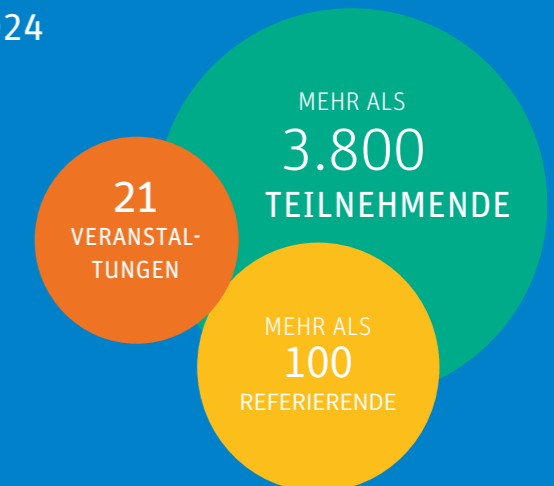 24
MEHR ALS
3.800
TEILNEHMENDE
21
VERANSTAL-
TUNGEN
MEHR ALS
100
REFERIERENDE